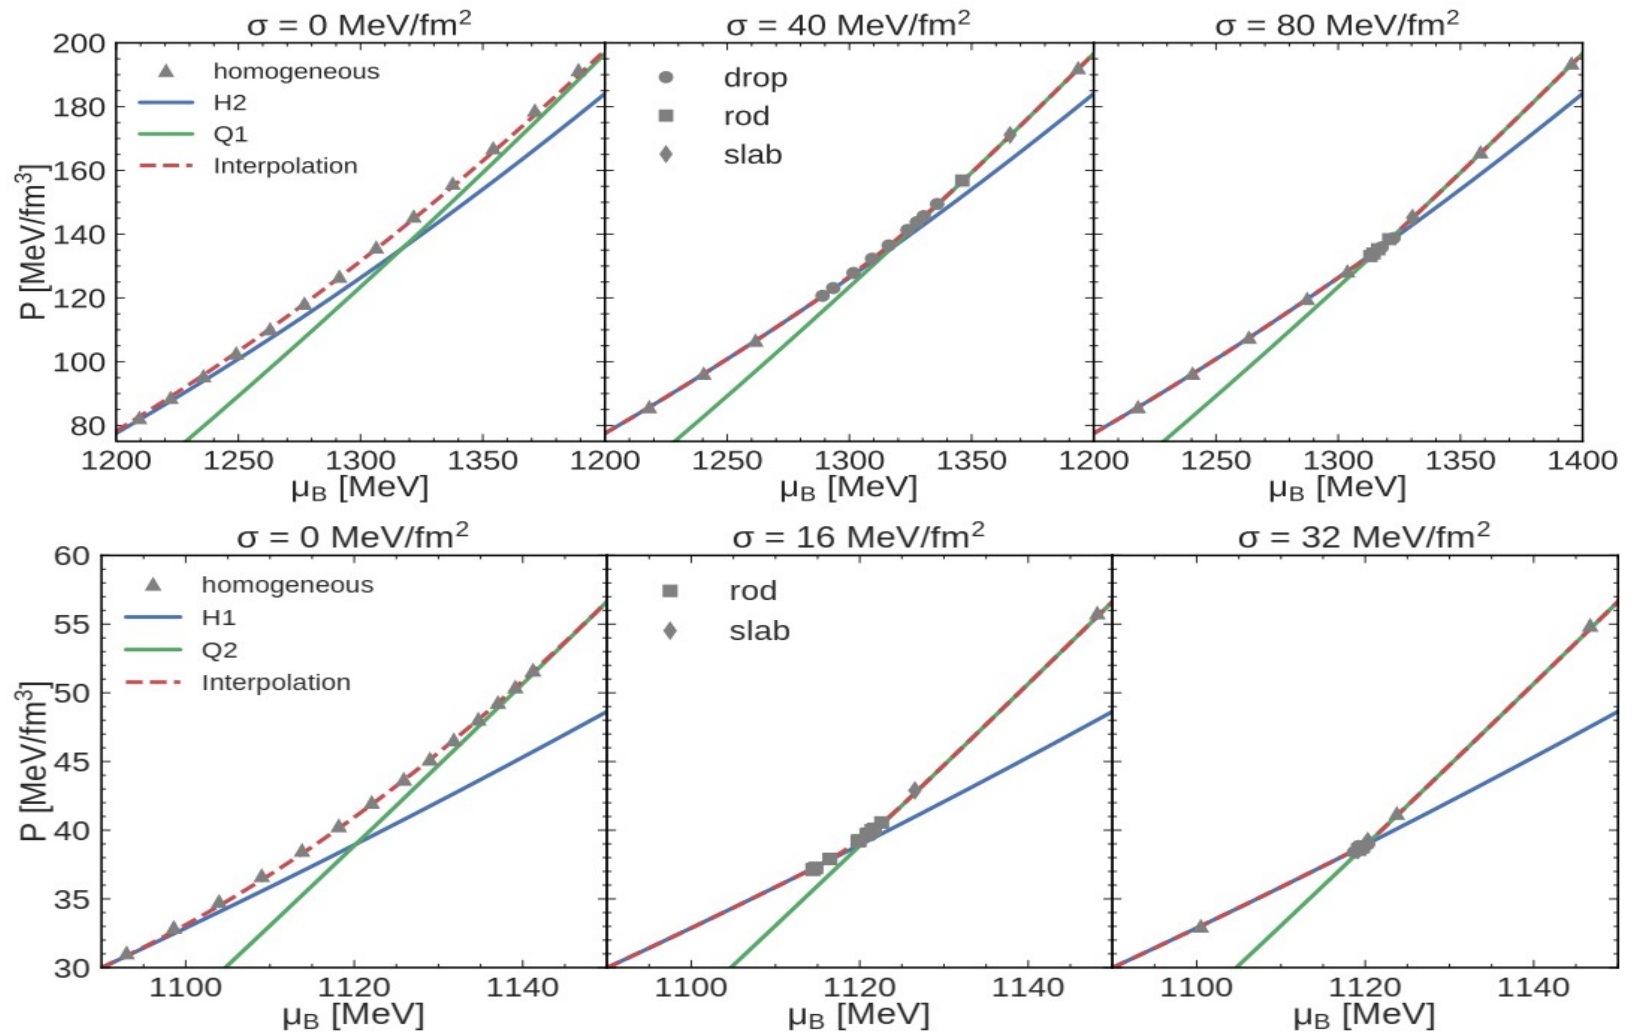 σ = 0 MeV/fm²
σ = 40 MeV/fm²
σ = 80 MeV/fm²
P [MeV/fm³]
200
180
160
140
120
100
80
homogeneous
H2
Q1
Interpolation
drop
rod
slab
1200 1250 1300 1350 1200 1250 1300 1350 1200 1250 1300 1350 1400
μB [MeV]
μB [MeV]
μB [MeV]
σ = 0 MeV/fm²
σ = 16 MeV/fm²
σ = 32 MeV/fm²
P [MeV/fm³]
60
55
50
45
40
35
30
homogeneous
H1
Q2
Interpolation
rod
slab
1100 1120 1140 1100 1120 1140 1100 1120 1140
μB [MeV]
μB [MeV]
μB [MeV]